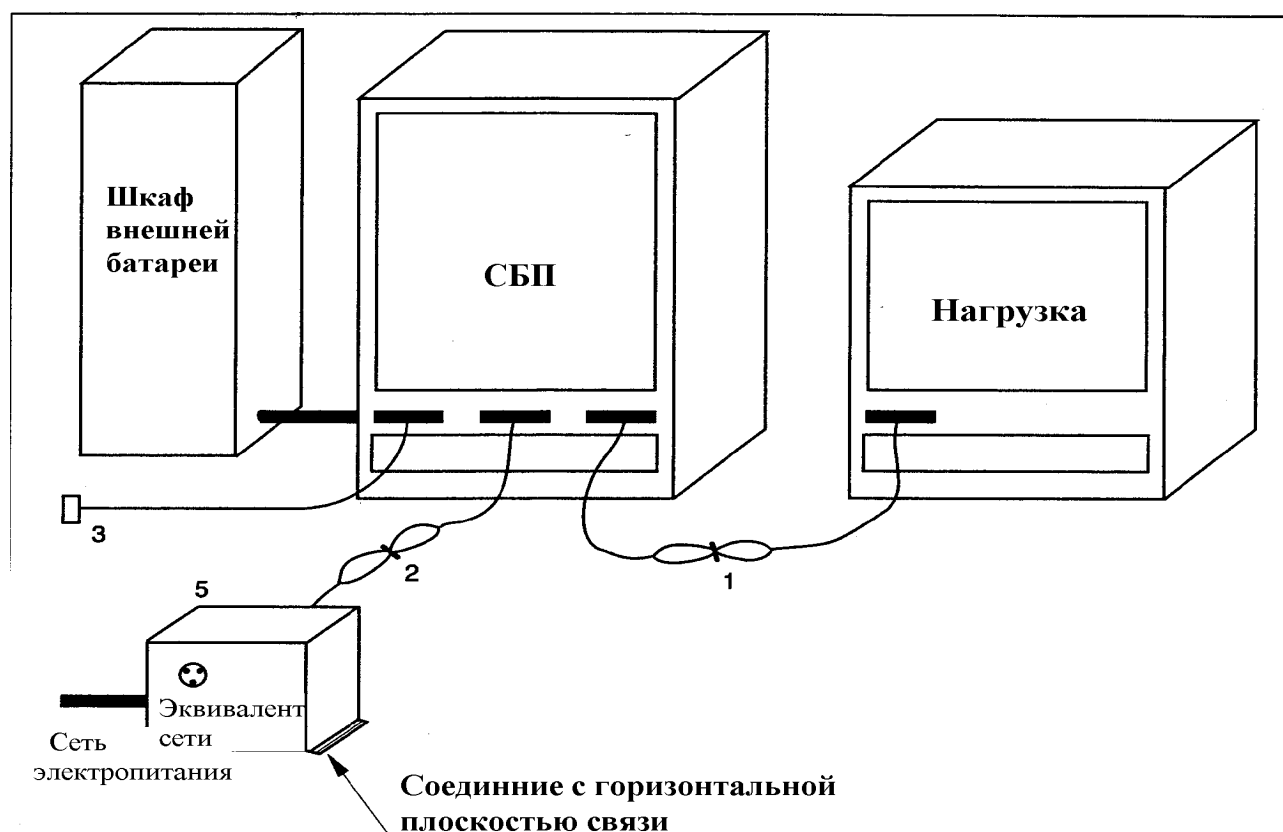 Шкаф
внешней
батареи
СБП
Нагрузка
3
2
1
5
Эквивалент
сети
Сеть
электропитания
Соединние с горизонтальной
плоскостью связи